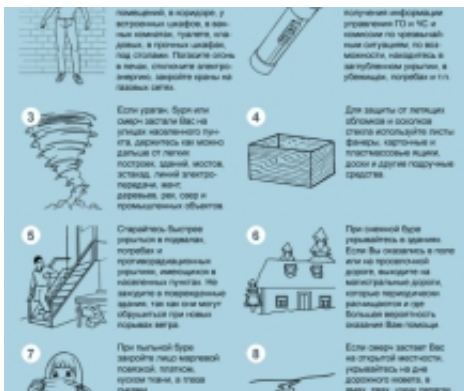 помещений, в коридоре, у
встроенных шкафов, в ван-
ных комнатах, туалете, кла-
довых, в прочных шкафах,
под столами. Погасите огонь
в печах, отключите электро-
энергию, закройте краны на
газовых сетях.
получения информации
управления ГО и ЧС и
комиссии по чрезвычай-
ным ситуациям, по воз-
можности, находитесь в
заглубленном укрытии, в
убежищах, погребах и т.п.
3
Если ураган, буря или
смерч застали Вас на
улицах населенного пун-
кта, держитесь как можно
дальше от легких
построек, зданий, мостов,
эстакад, линий электро-
передачи, мачт,
деревьев, рек, озер и
промышленных объектов.
4
Для защиты от летящих
обломков и осколков
стекла используйте листы
фанеры, картонные и
пластмассовые ящики,
доски и другие подручные
средства.
5
Старайтесь быстрее
укрыться в подвалах,
погребах и
противорадиационных
укрытиях, имеющихся в
населенных пунктах. Не
заходите в поврежденные
здания, так как они могут
обрушиться при новых
порывах ветра.
6
При снежной буре
укрывайтесь в зданиях.
Если Вы оказались в поле
или на проселочной
дороге, выходите на
магистральные дороги,
которые периодически
расчищаются и где
большая вероятность
оказания Вам помощи.
7
При пыльной буре
закройте лицо марлевой
повязкой, платком,
куском ткани, а глаза
8
Если смерч застает Вас
на открытой местности,
укрывайтесь на дне
дорожного кювета, в